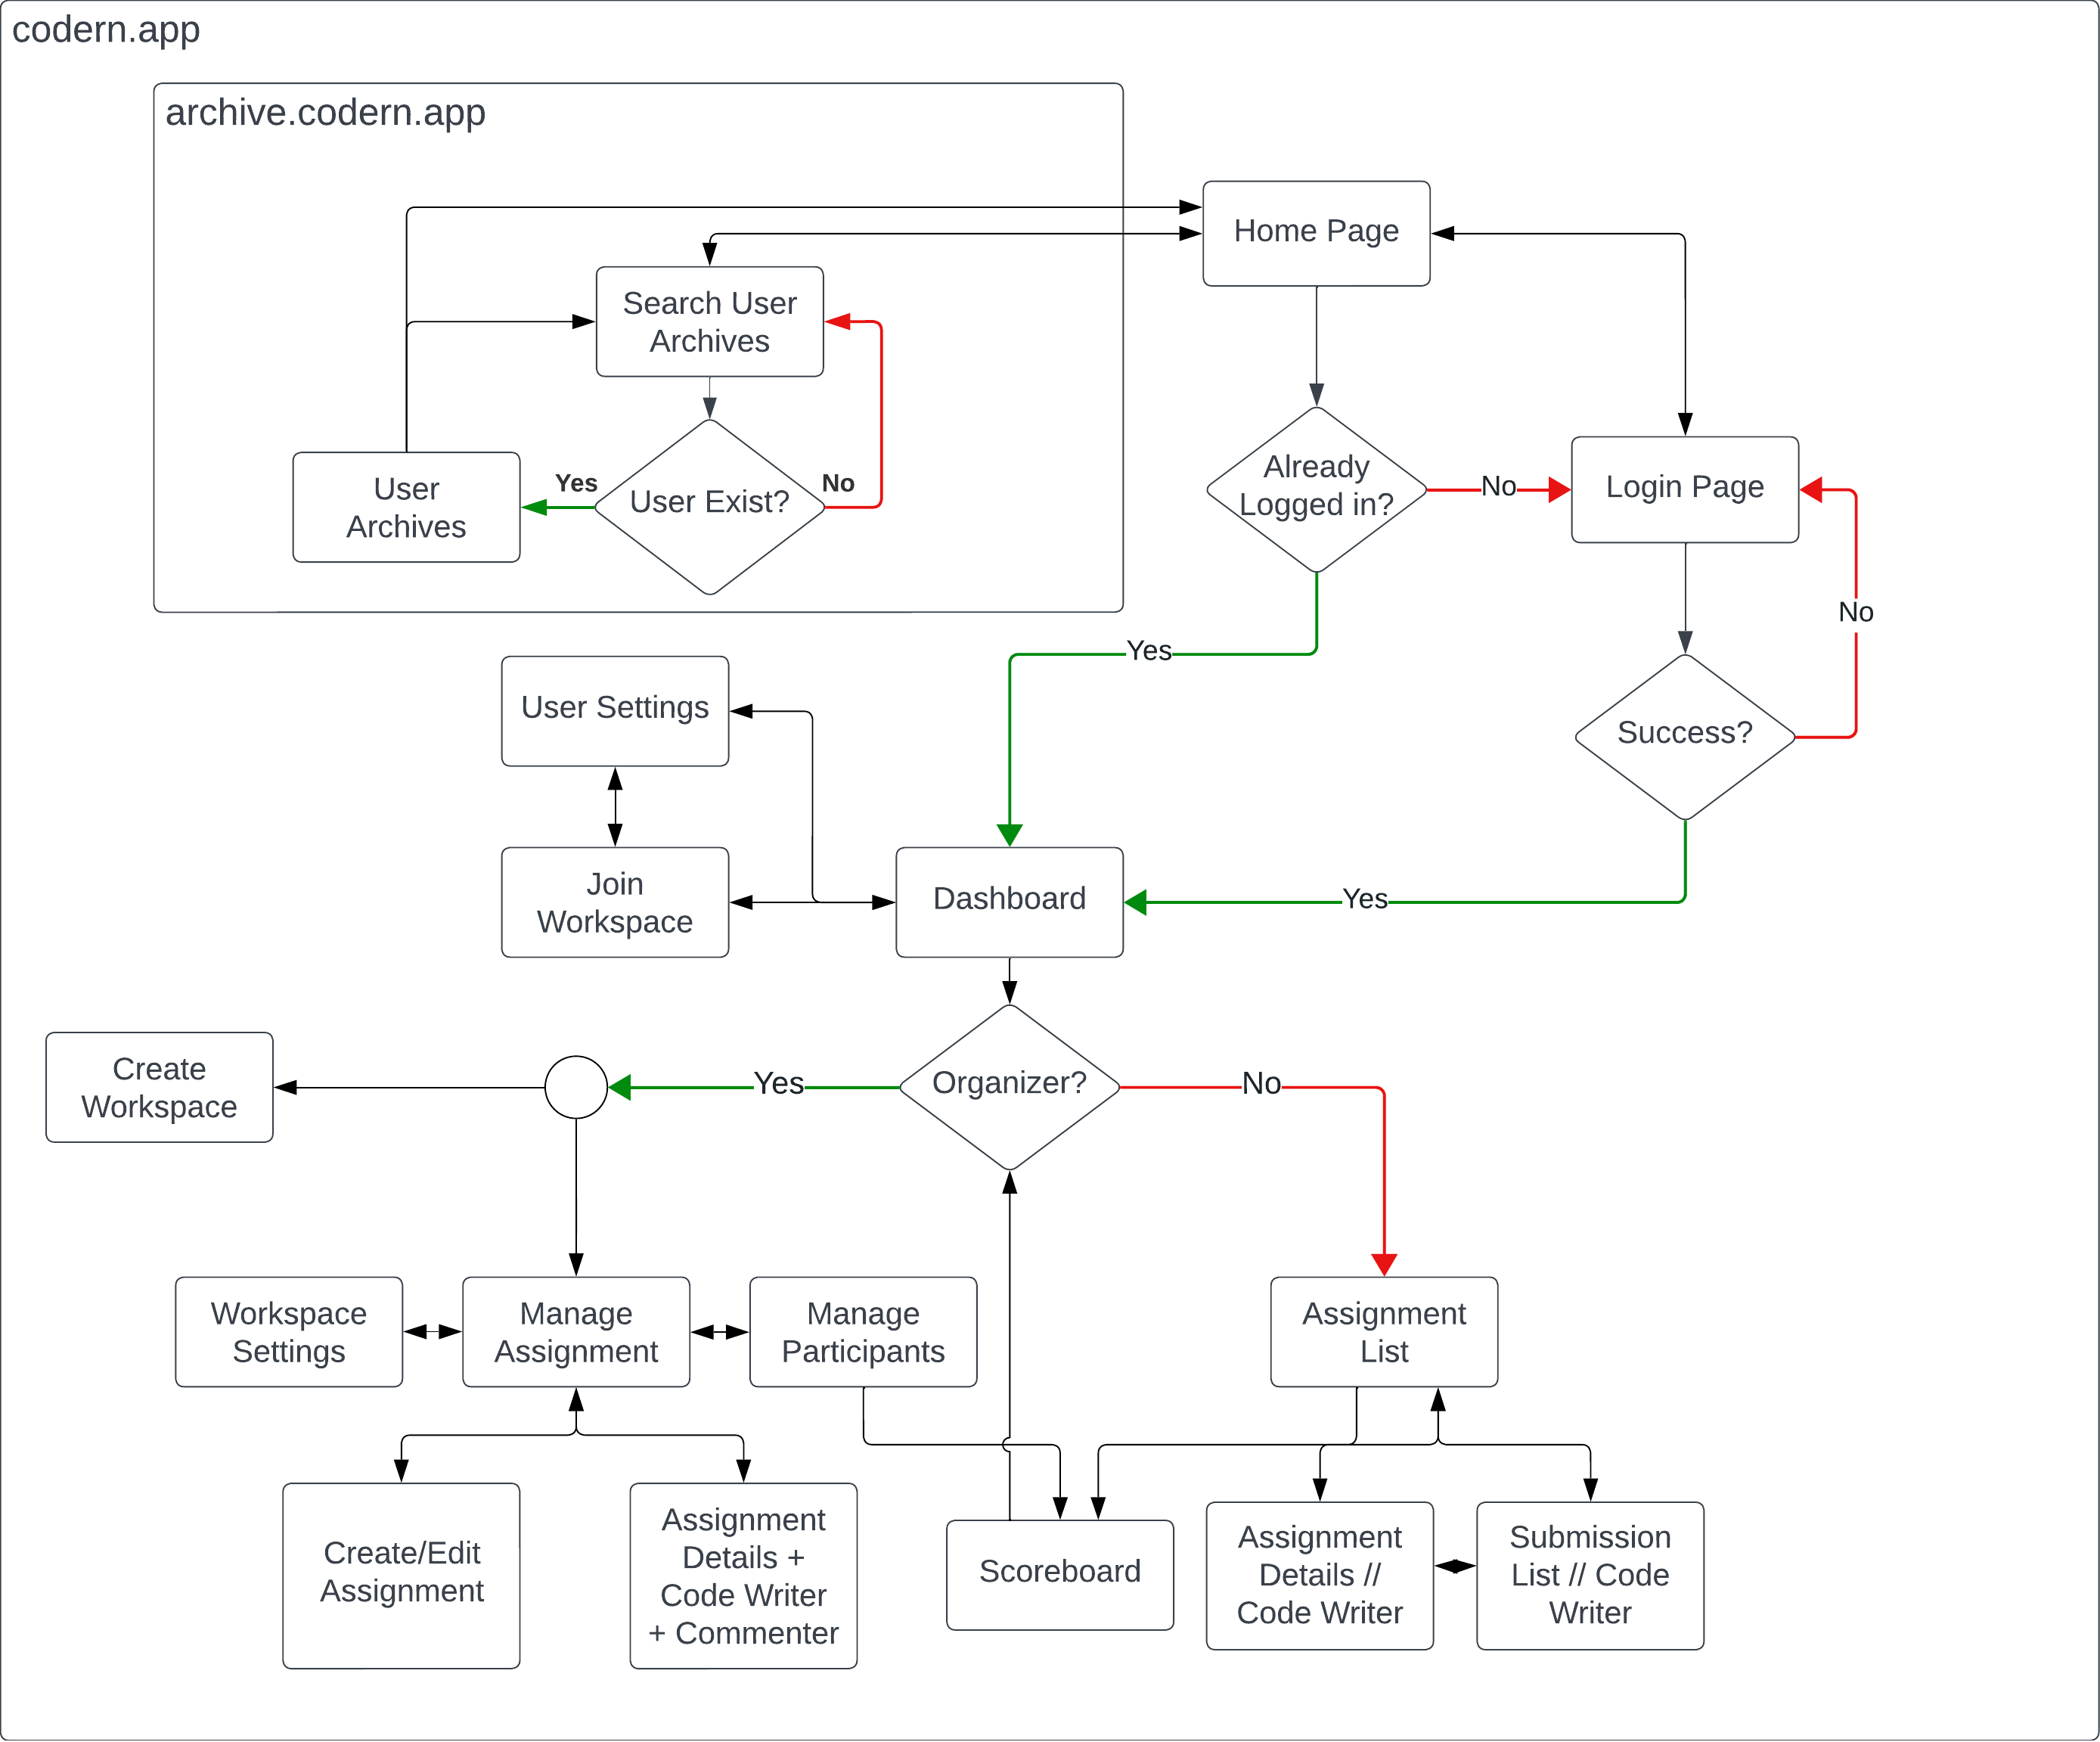 codern.app
archive.codern.app
Home Page
Search User
Archives
User
Archives
Yes
User Exist?
No
Already
Logged in?
No
Login Page
No
Yes
User Settings
Success?
Join
Workspace
Dashboard
Yes
Create
Workspace
Yes
Organizer?
No
Workspace
Settings
Manage
Assignment
Manage
Participants
Assignment
List
Create/Edit
Assignment
Assignment
Details +
Code Writer
+ Commenter
Scoreboard
Assignment
Details //
Code Writer
Submission
List // Code
Writer